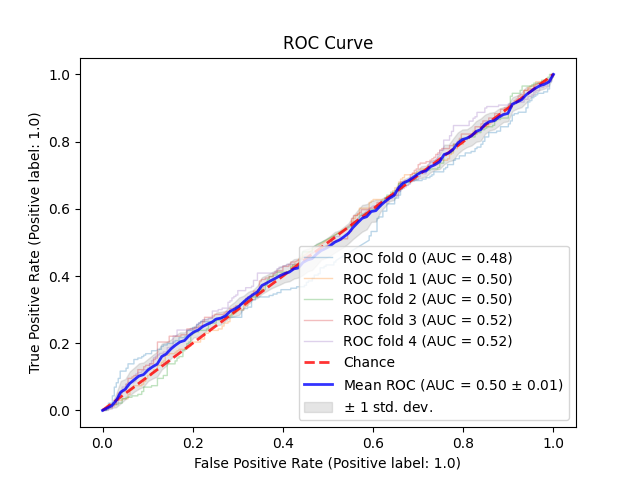 ROC Curve
True Positive Rate (Positive label: 1.0)
1.0
0.8
0.6
0.4
0.2
0.0
ROC fold 0 (AUC = 0.48)
ROC fold 1 (AUC = 0.50)
ROC fold 2 (AUC = 0.50)
ROC fold 3 (AUC = 0.52)
ROC fold 4 (AUC = 0.52)
Chance
Mean ROC (AUC = 0.50 ± 0.01)
± 1 std. dev.
0.0 0.2 0.4 0.6 0.8 1.0
False Positive Rate (Positive label: 1.0)